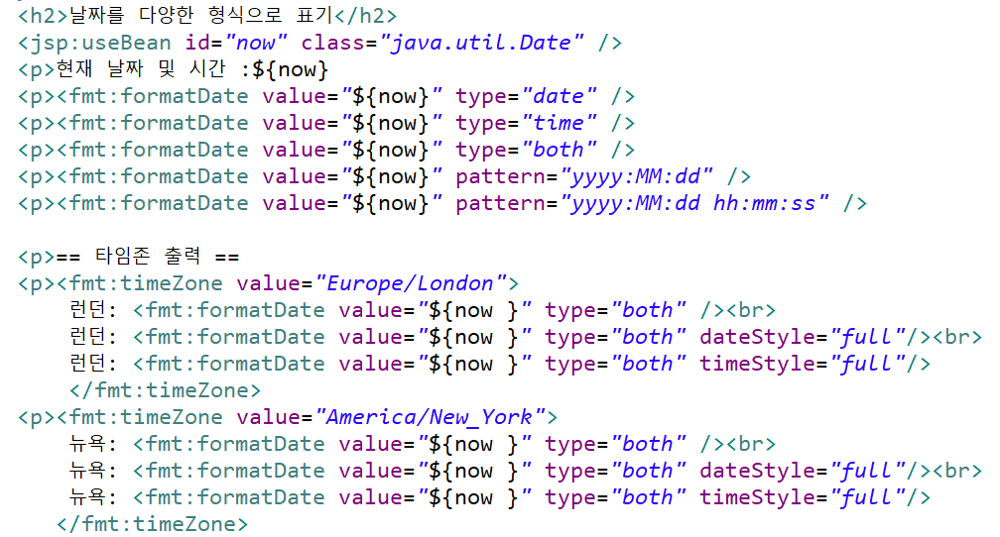 <h2>날짜를 다양한 형식으로 표기</h2>
<jsp:useBean id="now" class="java.util.Date" />
<p>현재 날짜 및 시간 :${now}
<p><fmt:formatDate value="${now}" type="date" />
<p><fmt:formatDate value="${now}" type="time" />
<p><fmt:formatDate value="${now}" type="both" />
<p><fmt:formatDate value="${now}" pattern="yyyy:MM:dd" />
<p><fmt:formatDate value="${now}" pattern="yyyy:MM:dd hh:mm:ss" />

<p>== 타임존 출력 ==
<p><fmt:timeZone value="Europe/London">
    런던: <fmt:formatDate value="${now }" type="both" /><br>
    런던: <fmt:formatDate value="${now }" type="both" dateStyle="full"/><br>
    런던: <fmt:formatDate value="${now }" type="both" timeStyle="full"/>
    </fmt:timeZone>
<p><fmt:timeZone value="America/New_York">
    뉴욕: <fmt:formatDate value="${now }" type="both" /><br>
    뉴욕: <fmt:formatDate value="${now }" type="both" dateStyle="full"/><br>
    뉴욕: <fmt:formatDate value="${now }" type="both" timeStyle="full"/>
   </fmt:timeZone>